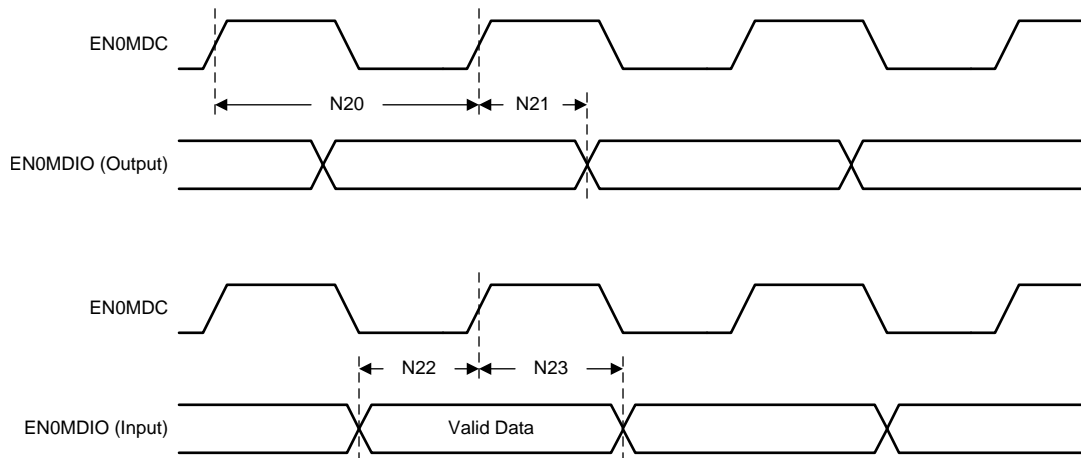 EN0MDC
N20 N21
EN0MDIO (Output)
EN0MDC
N22 N23
EN0MDIO (Input) Valid Data